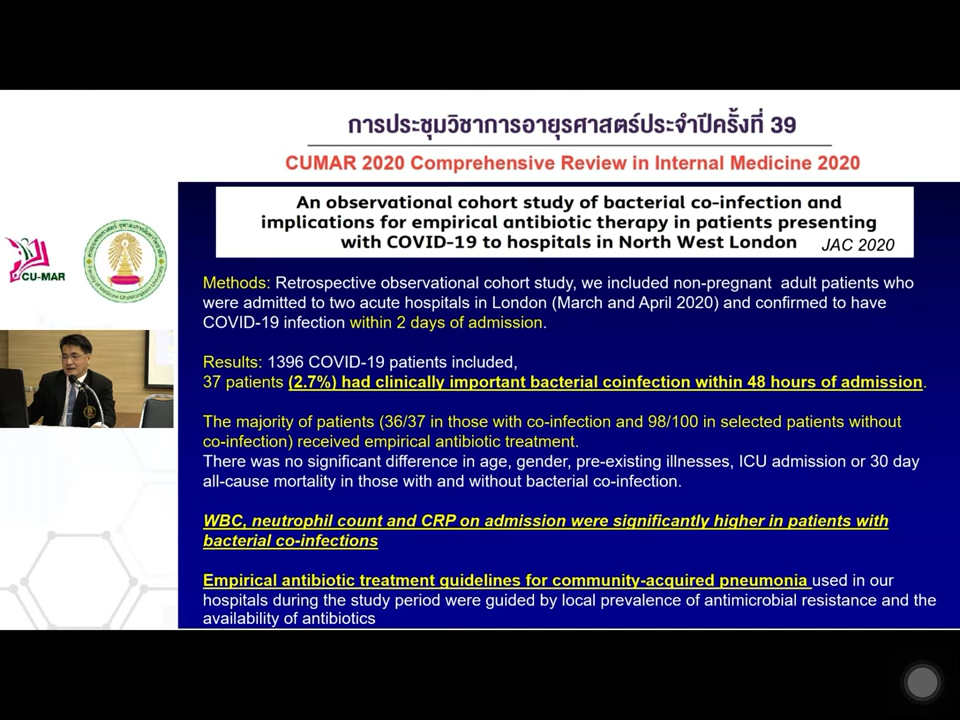 การประชุมวิชาการอายุรศาสตร์ประจำปีครั้งที่ 39
CUMAR 2020 Comprehensive Review in Internal Medicine 2020
An observational cohort study of bacterial co-infection and
implications for empirical antibiotic therapy in patients presenting
with COVID-19 to hospitals in North West London JAC 2020
CU-MAR
Methods: Retrospective observational cohort study, we included non-pregnant adult patients who
were admitted to two acute hospitals in London (March and April 2020) and confirmed to have
COVID-19 infection within 2 days of admission.
Results: 1396 COVID-19 patients included,
37 patients (2.7%) had clinically important bacterial coinfection within 48 hours of admission.
The majority of patients (36/37 in those with co-infection and 98/100 in selected patients without
co-infection) received empirical antibiotic treatment.
There was no significant difference in age, gender, pre-existing illnesses, ICU admission or 30 day
all-cause mortality in those with and without bacterial co-infection.
WBC, neutrophil count and CRP on admission were significantly higher in patients with
bacterial co-infections
Empirical antibiotic treatment guidelines for community-acquired pneumonia used in our
hospitals during the study period were guided by local prevalence of antimicrobial resistance and the
availability of antibiotics